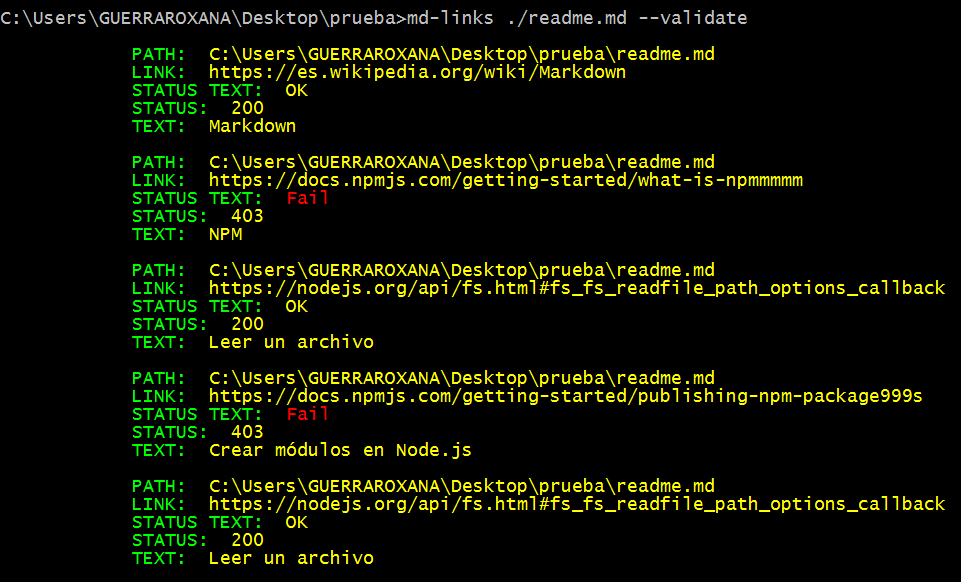 C:\Users\GUERRAROXANA\Desktop\prueba>md-links ./readme.md --validate
PATH: C:\Users\GUERRAROXANA\Desktop\prueba\readme.md
LINK: https://es.wikipedia.org/wiki/Markdown
STATUS TEXT: OK
STATUS: 200
TEXT: Markdown
PATH: C:\Users\GUERRAROXANA\Desktop\prueba\readme.md
LINK: https://docs.npmjs.com/getting-started/what-is-npmmmmm
STATUS TEXT: Fail
STATUS: 403
TEXT: NPM
PATH: C:\Users\GUERRAROXANA\Desktop\prueba\readme.md
LINK: https://nodejs.org/api/fs.html#fs_fs_readfile_path_options_callback
STATUS TEXT: OK
STATUS: 200
TEXT: Leer un archivo
PATH: C:\Users\GUERRAROXANA\Desktop\prueba\readme.md
LINK: https://docs.npmjs.com/getting-started/publishing-npm-package999s
STATUS TEXT: Fail
STATUS: 403
TEXT: Crear módulos en Node.js
PATH: C:\Users\GUERRAROXANA\Desktop\prueba\readme.md
LINK: https://nodejs.org/api/fs.html#fs_fs_readfile_path_options_callback
STATUS TEXT: OK
STATUS: 200
TEXT: Leer un archivo